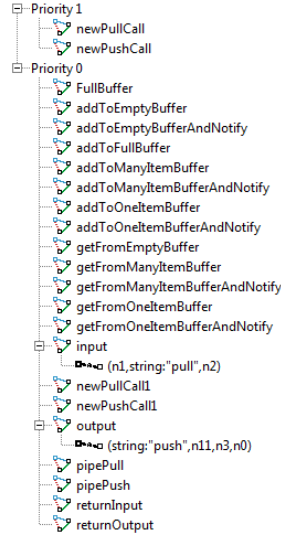 Priority 1
newPullCall
newPushCall
Priority 0
FullBuffer
addToEmptyBuffer
addToEmptyBufferAndNotify
addToFullBuffer
addToManyItemBuffer
addToManyItemBufferAndNotify
addToOneItemBuffer
addToOneItemBufferAndNotify
getFromEmptyBuffer
getFromManyItemBuffer
getFromManyItemBufferAndNotify
getFromOneItemBuffer
getFromOneItemBufferAndNotify
input
(n1,string:"pull",n2)
newPullCall1
newPushCall1
output
(string:"push",n11,n3,n0)
pipePull
pipePush
returnInput
returnOutput